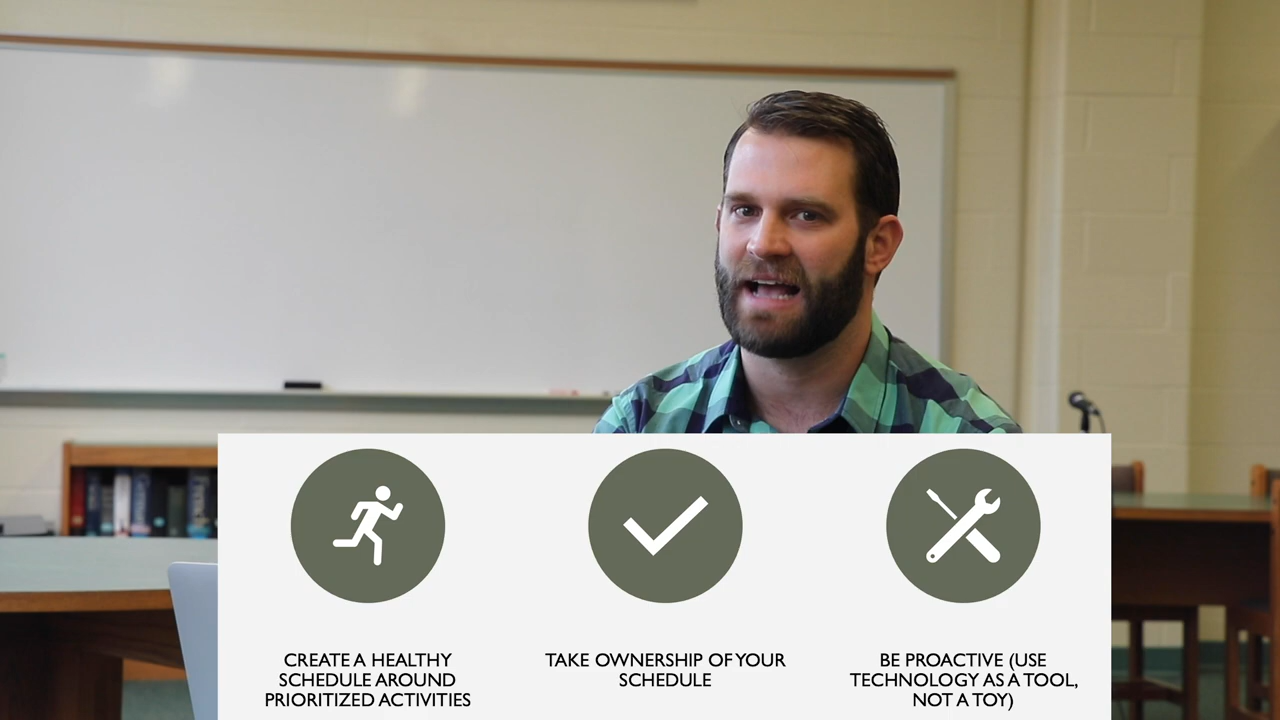 CREATE A HEALTHY
SCHEDULE AROUND
PRIORITIZED ACTIVITIES
TAKE OWNERSHIP OF YOUR
SCHEDULE
BE PROACTIVE (USE
TECHNOLOGY AS A TOOL,
NOT A TOY)